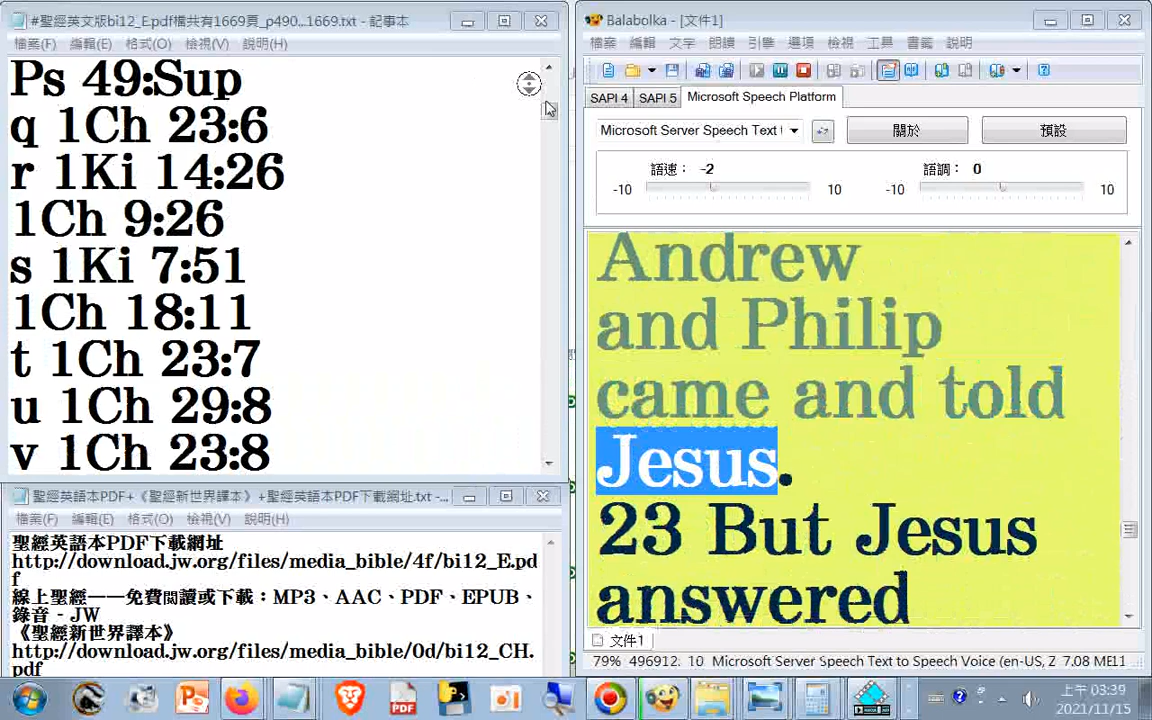 #聖經英文版bi12_E.pdf檔共有1669頁_p490...1669.txt - 記事本
檔案(F) 編輯(E) 格式(O) 檢視(V) 說明(H)
Ps 49:Sup
q 1Ch 23:6
r 1Ki 14:26
1Ch 9:26
s 1Ki 7:51
1Ch 18:11
t 1Ch 23:7
u 1Ch 29:8
v 1Ch 23:8
聖經英語本PDF+《聖經新世界譯本》+聖經英語本PDF下載網址.txt -...
檔案(F) 編輯(E) 格式(O) 檢視(V) 說明(H)
聖經英語本PDF下載網址
http://download.jw.org/files/media_bible/4f/bi12_E.pd
f
線上聖經──免費閱讀或下載：MP3、AAC、PDF、EPUB、
錄音 - JW
《聖經新世界譯本》
http://download.jw.org/files/media_bible/0d/bi12_CH.
pdf
Balabolka - [文件1]
檔案 編輯 文字 朗讀 引擎 選項 檢視 工具 書籤 說明
SAPI 4 SAPI 5 Microsoft Speech Platform
Microsoft Server Speech Text 關於 預設
語速： -2 語調： 0
-10 10 -10 10
Andrew
and Philip
came and told
Jesus.
23 But Jesus
answered
文件1
79% 496912: 10 Microsoft Server Speech Text to Speech Voice (en-US, Z 7.08 ME11
PDF
上午 03:39
2021/11/15